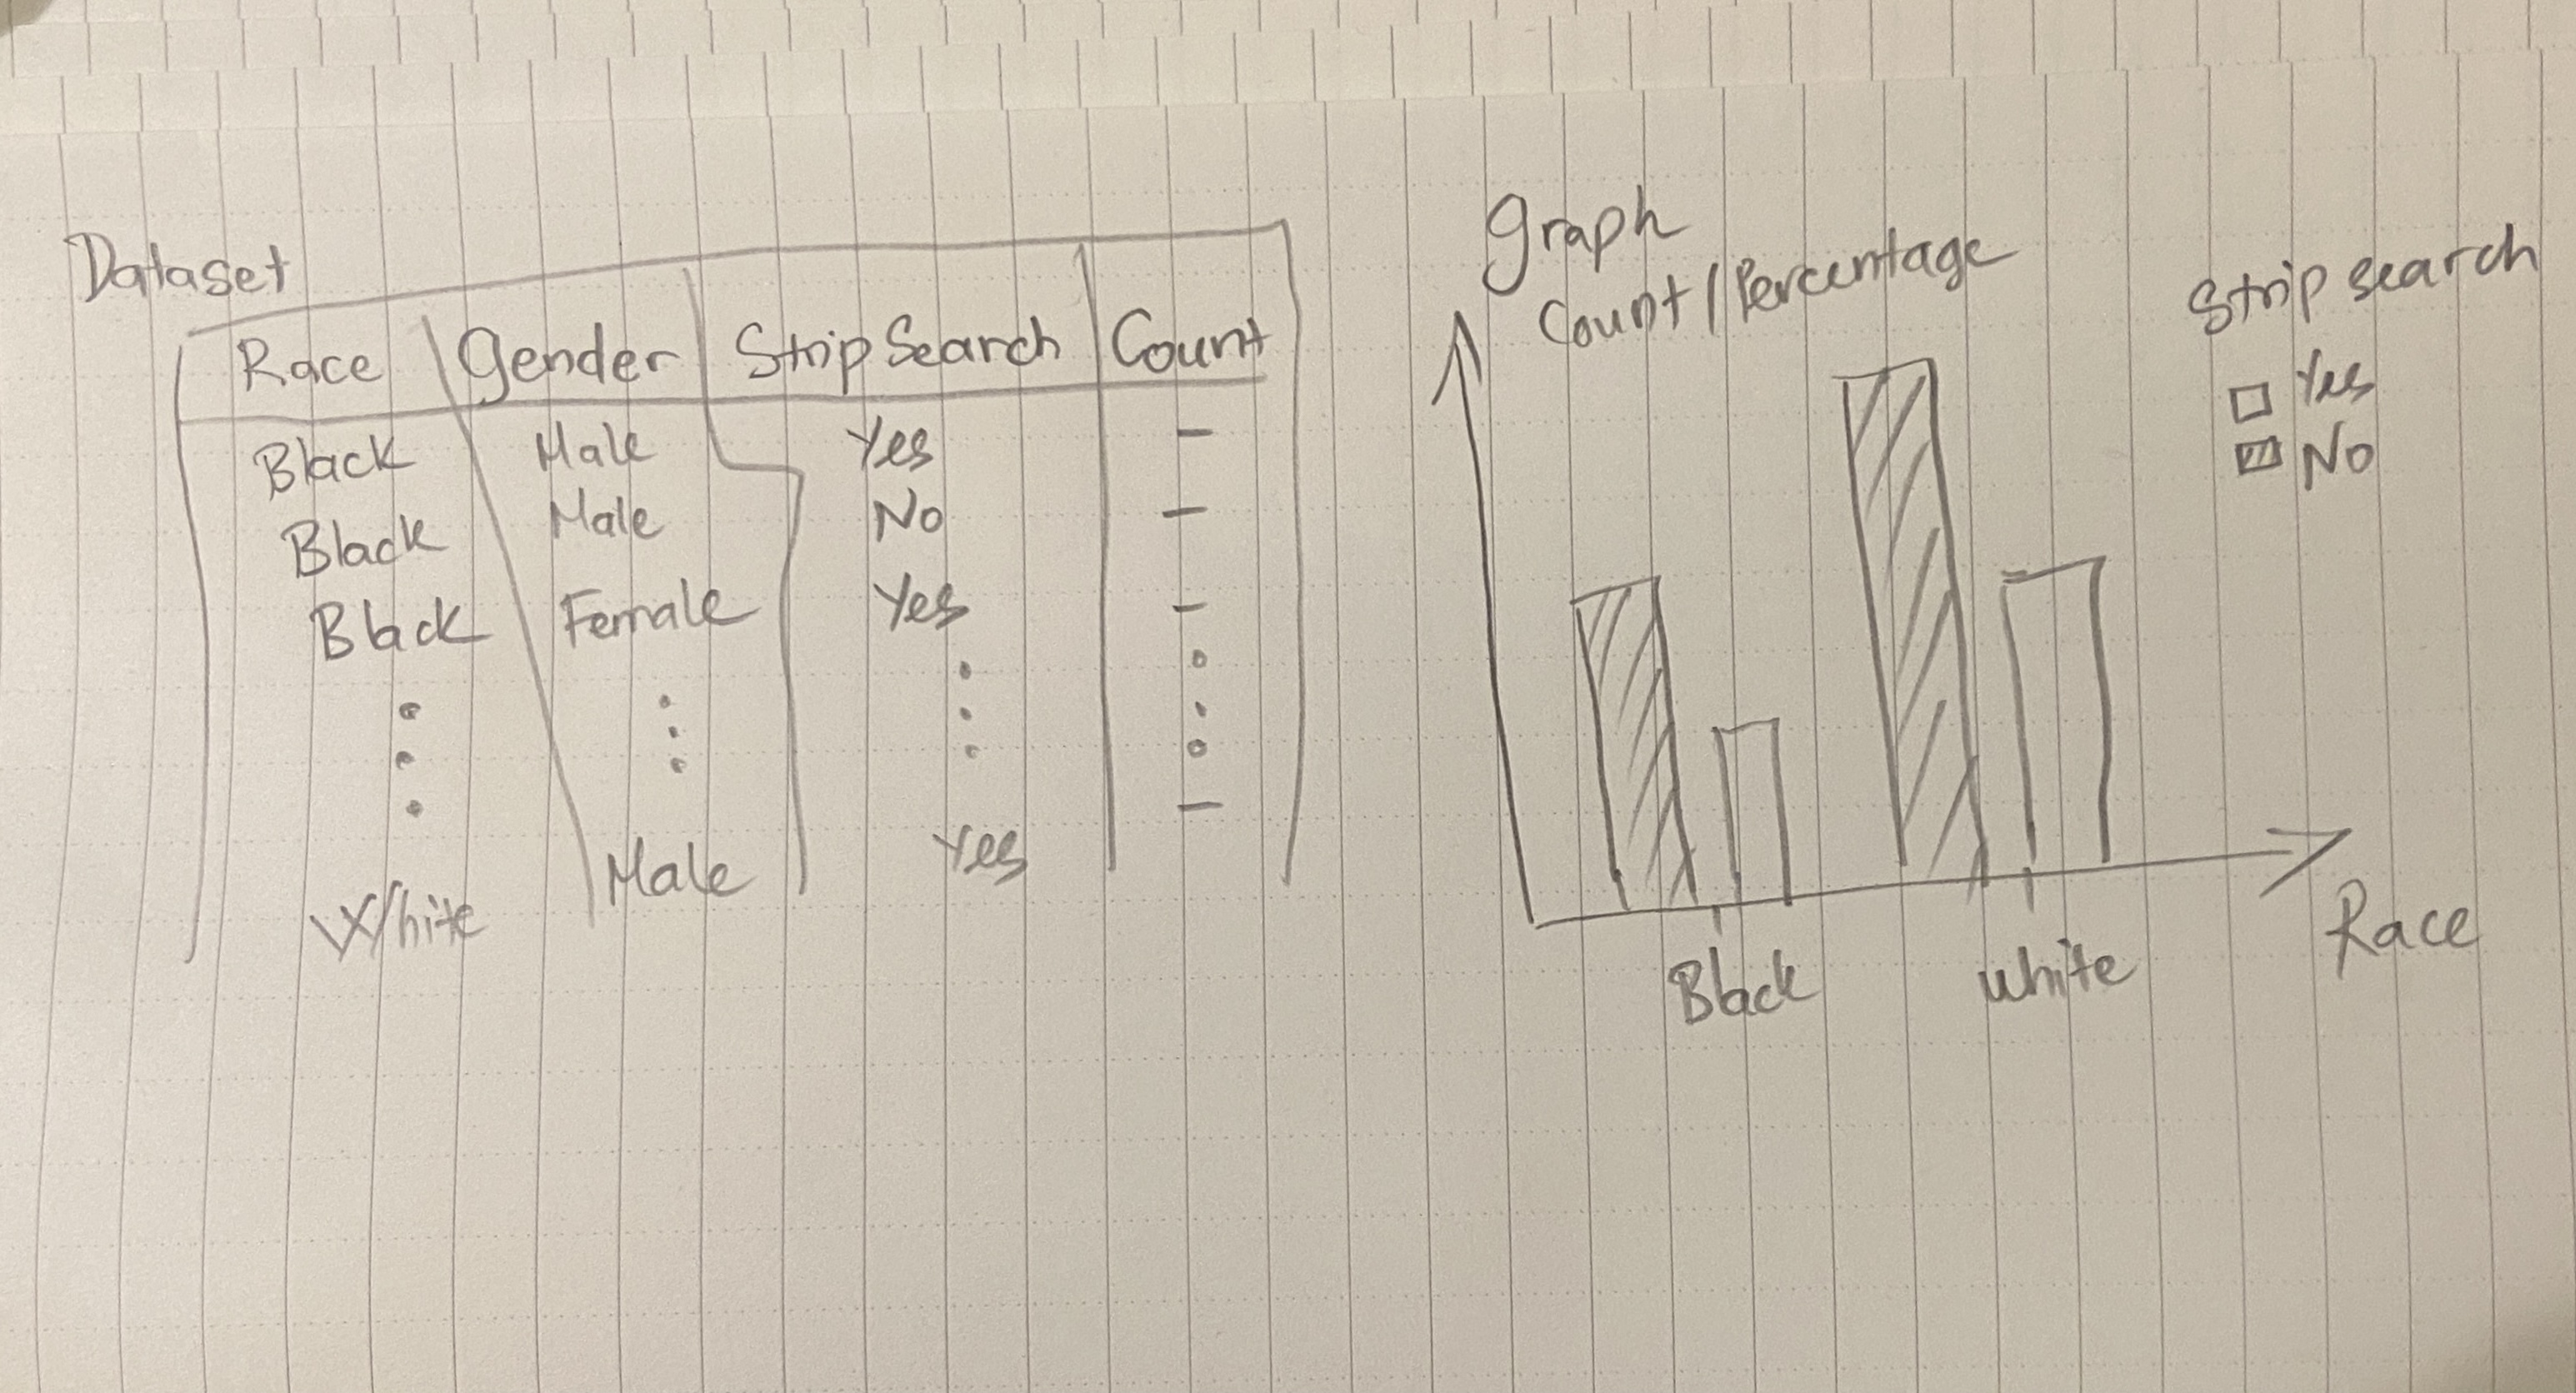 Dataset
Race Gender Strip Search Count
Black Male Yes —
Black Male No —
Black Female Yes —
White Male Yes —
Graph
Count/Percentage
Strip search
Yes
No
Black White
Race